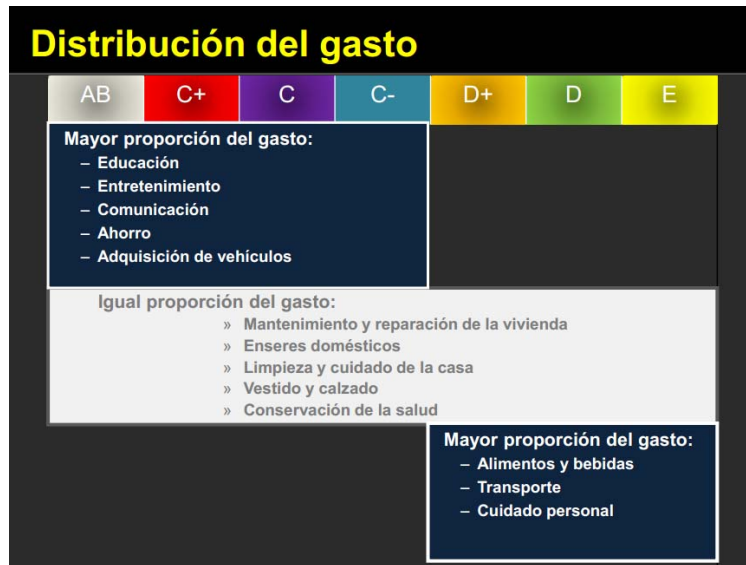 Distribución del gasto
AB C+ C C- D+ D E
Mayor proporción del gasto:
– Educación
– Entretenimiento
– Comunicación
– Ahorro
– Adquisición de vehículos
Igual proporción del gasto:
» Mantenimiento y reparación de la vivienda
» Enseres domésticos
» Limpieza y cuidado de la casa
» Vestido y calzado
» Conservación de la salud
Mayor proporción del gasto:
– Alimentos y bebidas
– Transporte
– Cuidado personal